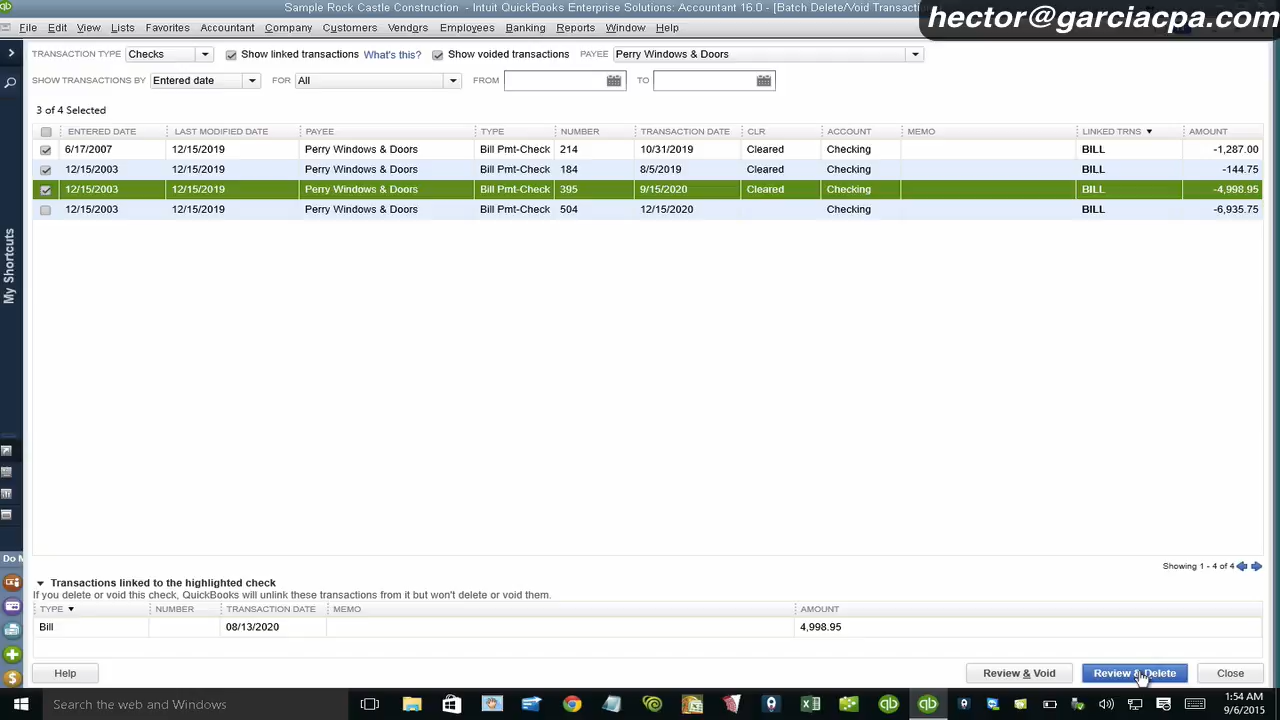 Sample Rock Castle Construction - Intuit QuickBooks Enterprise Solutions: Accountant 16.0 - [Batch Delete/Void Transacti
hector@garciacpa.com
File Edit View Lists Favorites Accountant Company Customers Vendors Employees Banking Reports Window Help
TRANSACTION TYPE Checks Show linked transactions What's this? Show voided transactions PAYEE Perry Windows & Doors
SHOW TRANSACTIONS BY Entered date FOR All FROM TO
3 of 4 Selected
ENTERED DATE LAST MODIFIED DATE PAYEE TYPE NUMBER TRANSACTION DATE CLR ACCOUNT MEMO LINKED TRNS AMOUNT
6/17/2007 12/15/2019 Perry Windows & Doors Bill Pmt-Check 214 10/31/2019 Cleared Checking BILL -1,287.00
12/15/2003 12/15/2019 Perry Windows & Doors Bill Pmt-Check 184 8/5/2019 Cleared Checking BILL -144.75
12/15/2003 12/15/2019 Perry Windows & Doors Bill Pmt-Check 395 9/15/2020 Cleared Checking BILL -4,998.95
12/15/2003 12/15/2019 Perry Windows & Doors Bill Pmt-Check 504 12/15/2020 Checking BILL -6,935.75
My Shortcuts
Do M
Showing 1 - 4 of 4
Transactions linked to the highlighted check
If you delete or void this check, QuickBooks will unlink these transactions from it but won't delete or void them.
TYPE NUMBER TRANSACTION DATE MEMO AMOUNT
Bill 08/13/2020 4,998.95
Help Review & Void Review & Delete Close
Search the web and Windows
1:54 AM
9/6/2015